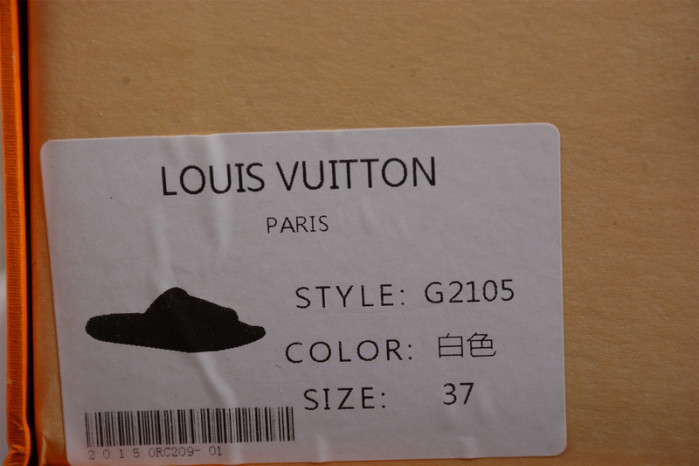 LOUIS VUITTON
PARIS
STYLE: G2105
COLOR: 白色
SIZE: 37
2 0 1 5 0RC209- 01